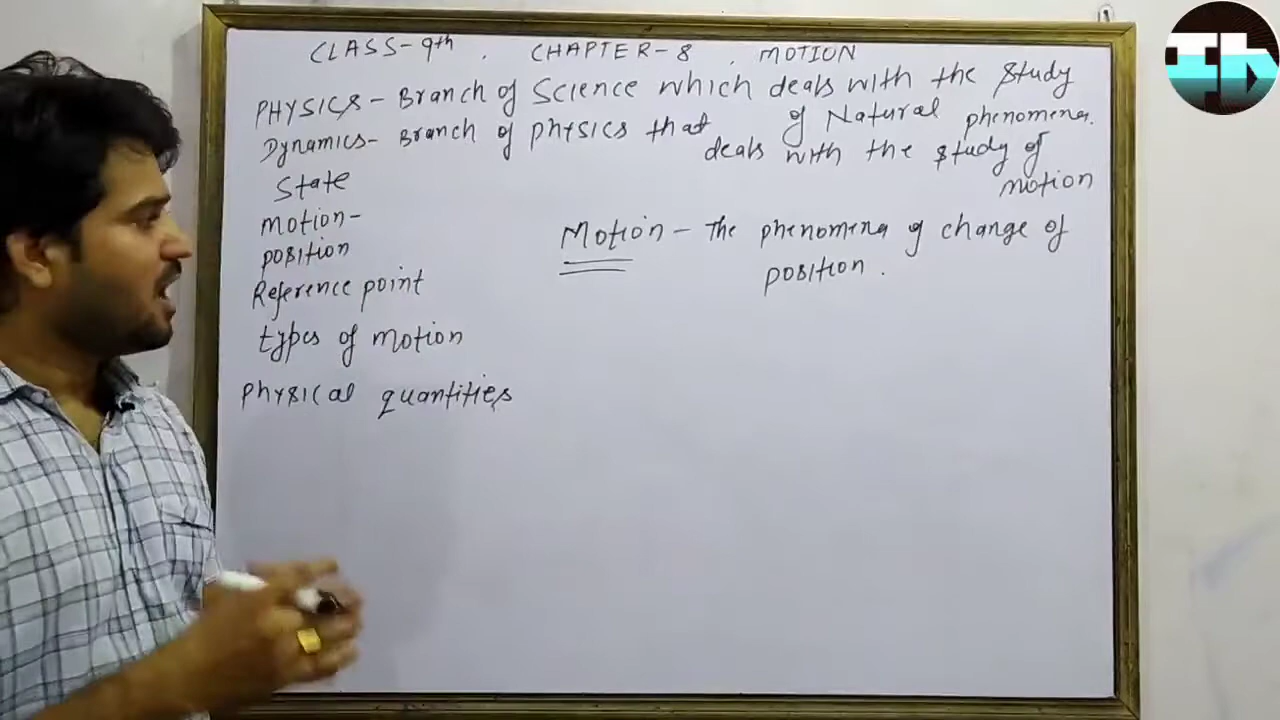 CLASS-9th . CHAPTER-8 . MOTION
PHYSICS - Branch of Science which deals with the study
of Natural phenomena.
Dynamics- Branch of physics that
deals with the study of
motion
State
motion-
position
Reference point
types of motion
physical quantities
Motion - The phenomena of change of
position .
ID